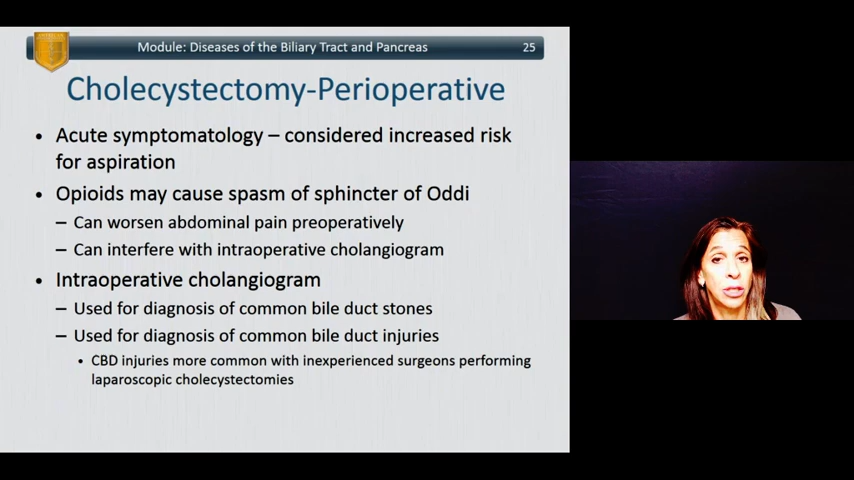 Module: Diseases of the Biliary Tract and Pancreas 25
Cholecystectomy-Perioperative
• Acute symptomatology – considered increased risk
for aspiration
• Opioids may cause spasm of sphincter of Oddi
– Can worsen abdominal pain preoperatively
– Can interfere with intraoperative cholangiogram
• Intraoperative cholangiogram
– Used for diagnosis of common bile duct stones
– Used for diagnosis of common bile duct injuries
• CBD injuries more common with inexperienced surgeons performing
laparoscopic cholecystectomies